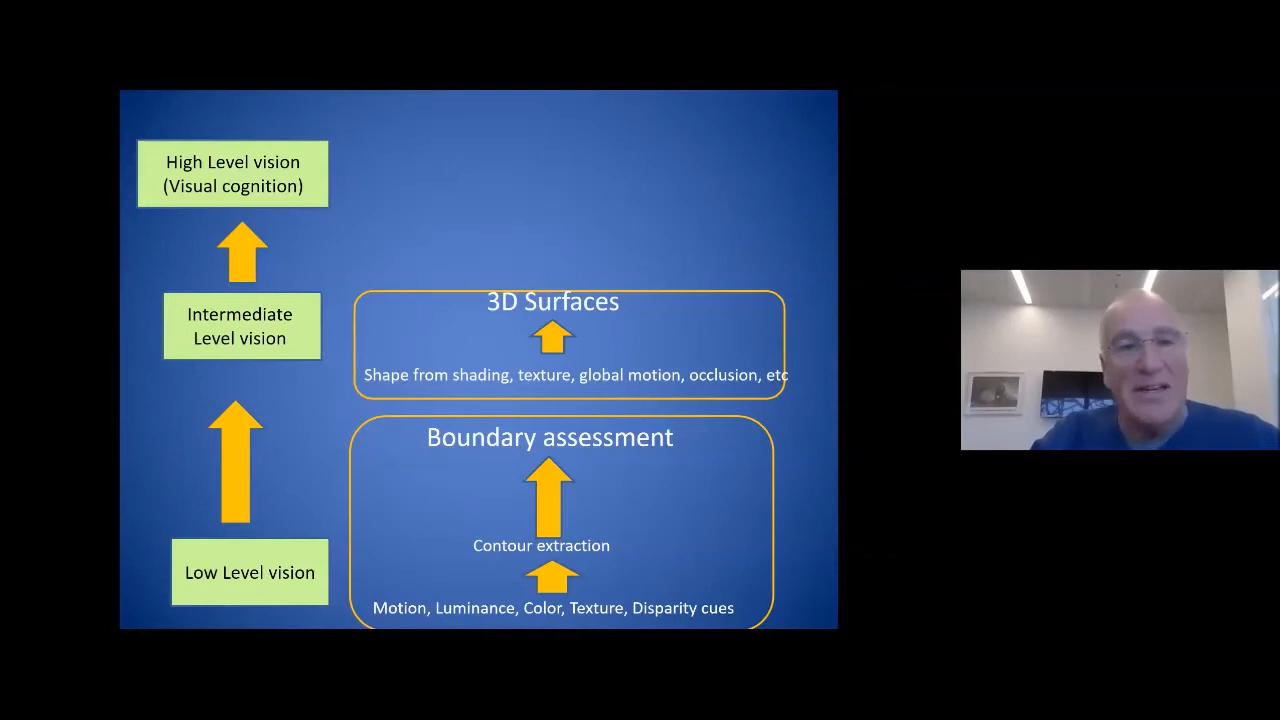 High Level vision
(Visual cognition)
Intermediate
Level vision
3D Surfaces
Shape from shading, texture, global motion, occlusion, etc
Boundary assessment
Contour extraction
Low Level vision
Motion, Luminance, Color, Texture, Disparity cues